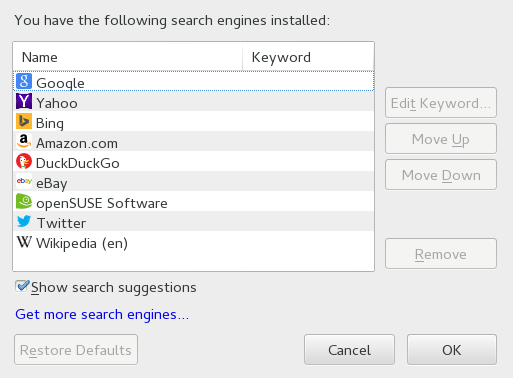 You have the following search engines installed:
Name Keyword
Google
Yahoo
Bing
Amazon.com
DuckDuckGo
eBay
openSUSE Software
Twitter
Wikipedia (en)
Edit Keyword...
Move Up
Move Down
Remove
Show search suggestions
Get more search engines...
Restore Defaults Cancel OK